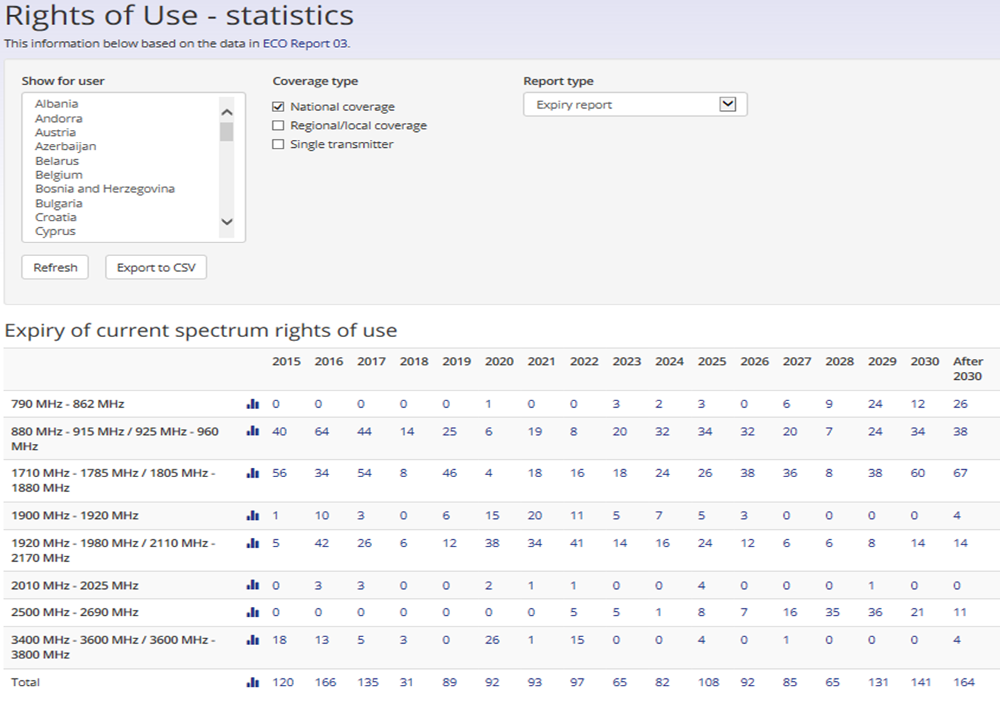 Rights of Use - statistics
This information below based on the data in ECO Report 03.
Show for user
Albania
Andorra
Austria
Azerbaijan
Belarus
Belgium
Bosnia and Herzegovina
Bulgaria
Croatia
Cyprus
Refresh Export to CSV
Coverage type
National coverage
Regional/local coverage
Single transmitter
Report type
Expiry report
Expiry of current spectrum rights of use
2015 2016 2017 2018 2019 2020 2021 2022 2023 2024 2025 2026 2027 2028 2029 2030 After
2030
790 MHz - 862 MHz 0 0 0 0 0 1 0 0 3 2 3 0 6 9 24 12 26
880 MHz - 915 MHz / 925 MHz - 960 40 64 44 14 25 6 19 8 20 32 34 32 20 7 24 34 38
MHz
1710 MHz - 1785 MHz / 1805 MHz - 56 34 54 8 46 4 18 16 18 24 26 38 36 8 38 60 67
1880 MHz
1900 MHz - 1920 MHz 1 10 3 0 6 15 20 11 5 7 5 3 0 0 0 0 4
1920 MHz - 1980 MHz / 2110 MHz - 5 42 26 6 12 38 34 41 14 16 24 12 6 6 8 14 14
2170 MHz
2010 MHz - 2025 MHz 0 3 3 0 0 2 1 1 0 0 4 0 0 0 1 0 0
2500 MHz - 2690 MHz 0 0 0 0 0 0 0 5 5 1 8 7 16 35 36 21 11
3400 MHz - 3600 MHz / 3600 MHz - 18 13 5 3 0 26 1 15 0 0 4 0 1 0 0 0 4
3800 MHz
Total 120 166 135 31 89 92 93 97 65 82 108 92 85 65 131 141 164